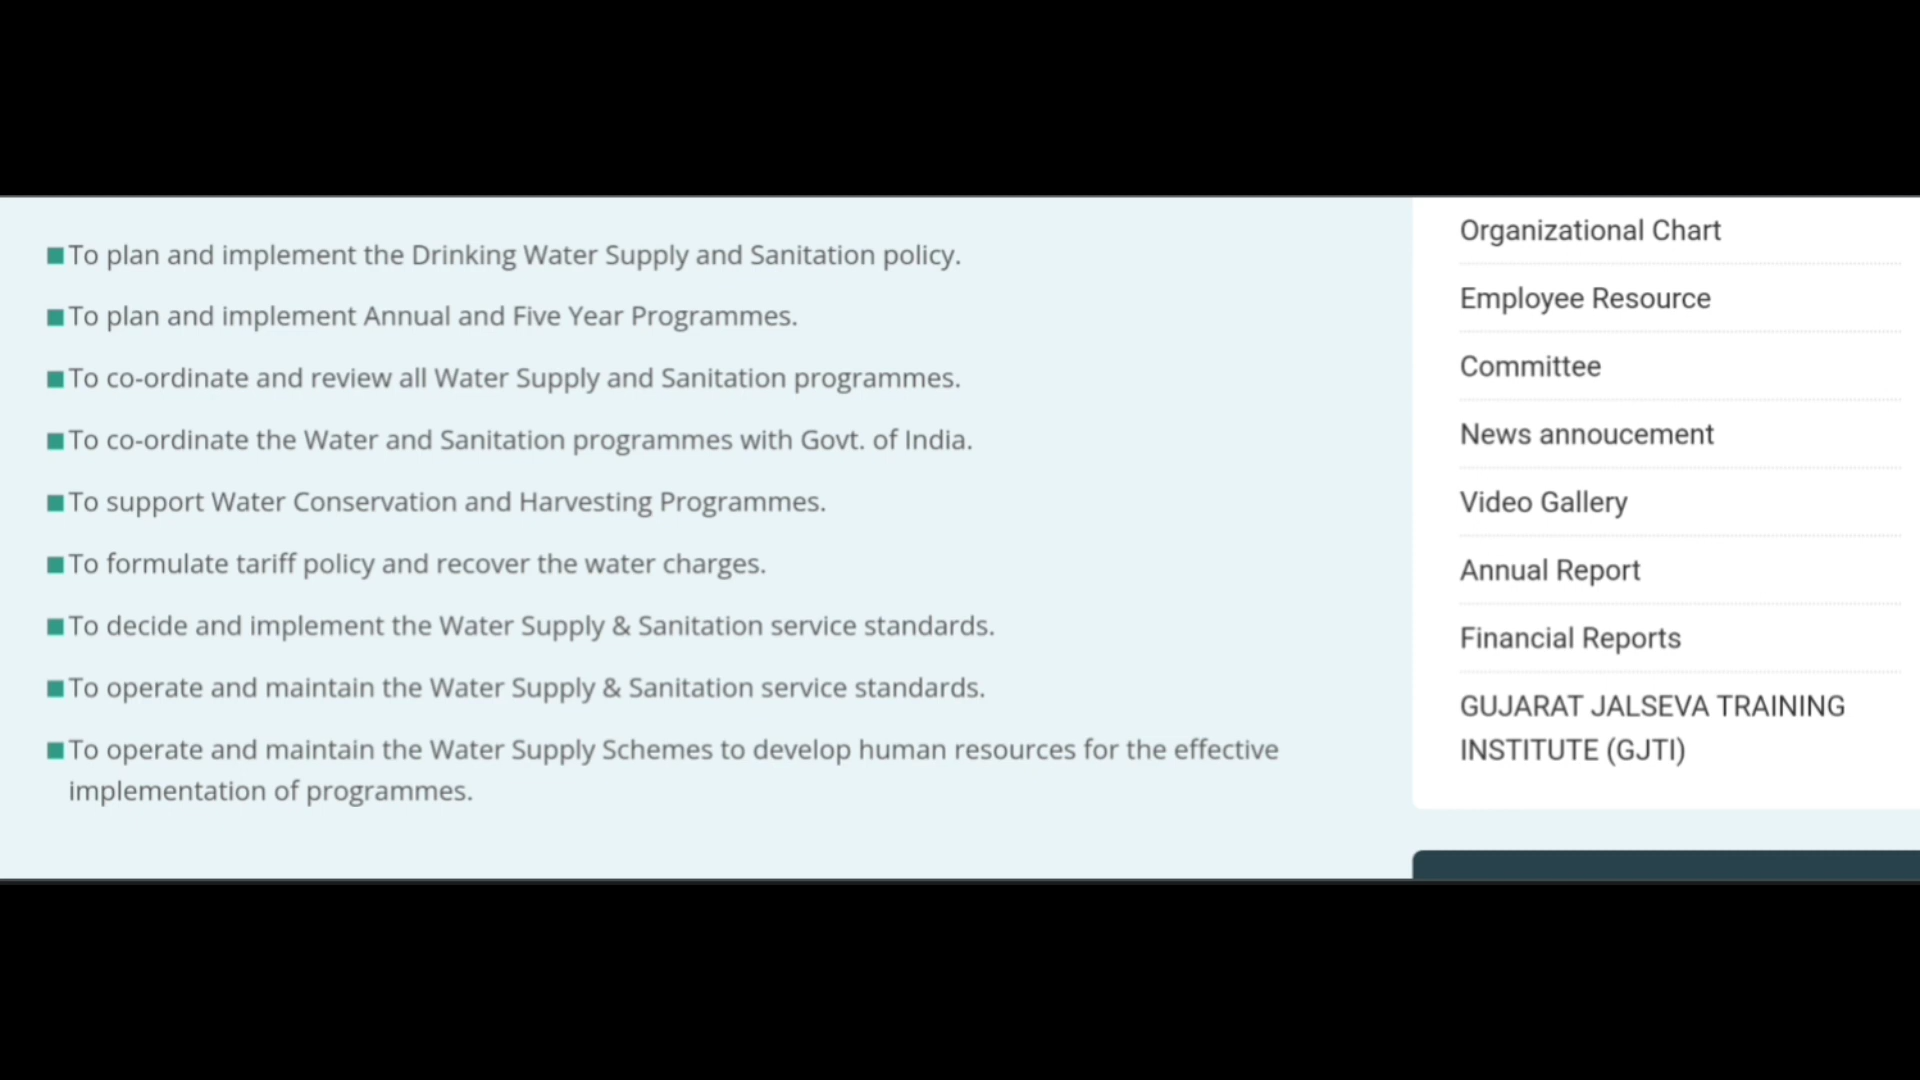 To plan and implement the Drinking Water Supply and Sanitation policy.
To plan and implement Annual and Five Year Programmes.
To co-ordinate and review all Water Supply and Sanitation programmes.
To co-ordinate the Water and Sanitation programmes with Govt. of India.
To support Water Conservation and Harvesting Programmes.
To formulate tariff policy and recover the water charges.
To decide and implement the Water Supply & Sanitation service standards.
To operate and maintain the Water Supply & Sanitation service standards.
To operate and maintain the Water Supply Schemes to develop human resources for the effective
implementation of programmes.
Organizational Chart
Employee Resource
Committee
News annoucement
Video Gallery
Annual Report
Financial Reports
GUJARAT JALSEVA TRAINING
INSTITUTE (GJTI)